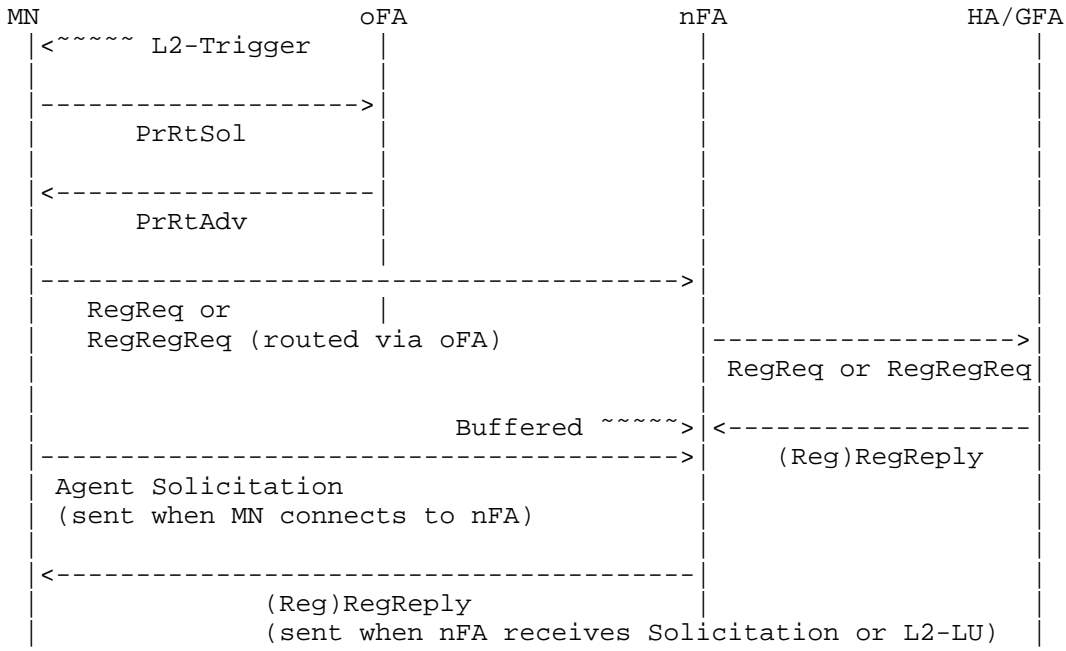 MN oFA nFA HA/GFA
L2-Trigger
PrRtSol
PrRtAdv
RegReq or
RegRegReq (routed via oFA)
RegReq or RegRegReq
Buffered
(Reg)RegReply
Agent Solicitation
(sent when MN connects to nFA)
(Reg)RegReply
(sent when nFA receives Solicitation or L2-LU)